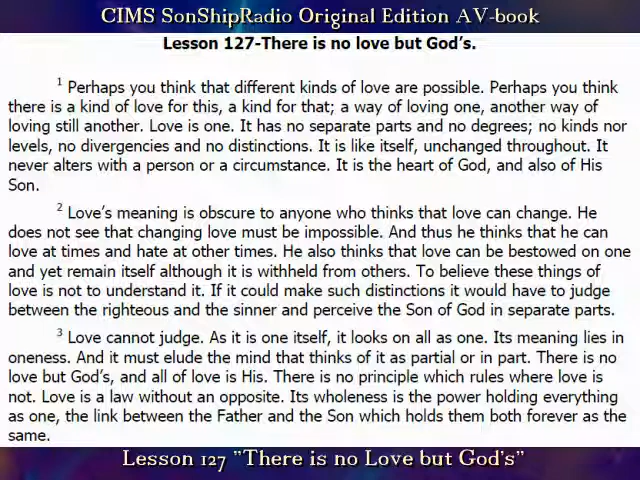 CIMS SonShipRadio Original Edition AV-book
Lesson 127-There is no love but God's.
1 Perhaps you think that different kinds of love are possible. Perhaps you think
there is a kind of love for this, a kind for that; a way of loving one, another way of
loving still another. Love is one. It has no separate parts and no degrees; no kinds nor
levels, no divergencies and no distinctions. It is like itself, unchanged throughout. It
never alters with a person or a circumstance. It is the heart of God, and also of His
Son.
2 Love's meaning is obscure to anyone who thinks that love can change. He
does not see that changing love must be impossible. And thus he thinks that he can
love at times and hate at other times. He also thinks that love can be bestowed on one
and yet remain itself although it is withheld from others. To believe these things of
love is not to understand it. If it could make such distinctions it would have to judge
between the righteous and the sinner and perceive the Son of God in separate parts.
3 Love cannot judge. As it is one itself, it looks on all as one. Its meaning lies in
oneness. And it must elude the mind that thinks of it as partial or in part. There is no
love but God's, and all of love is His. There is no principle which rules where love is
not. Love is a law without an opposite. Its wholeness is the power holding everything
as one, the link between the Father and the Son which holds them both forever as the
same.
Lesson 127 "There is no Love but God's"